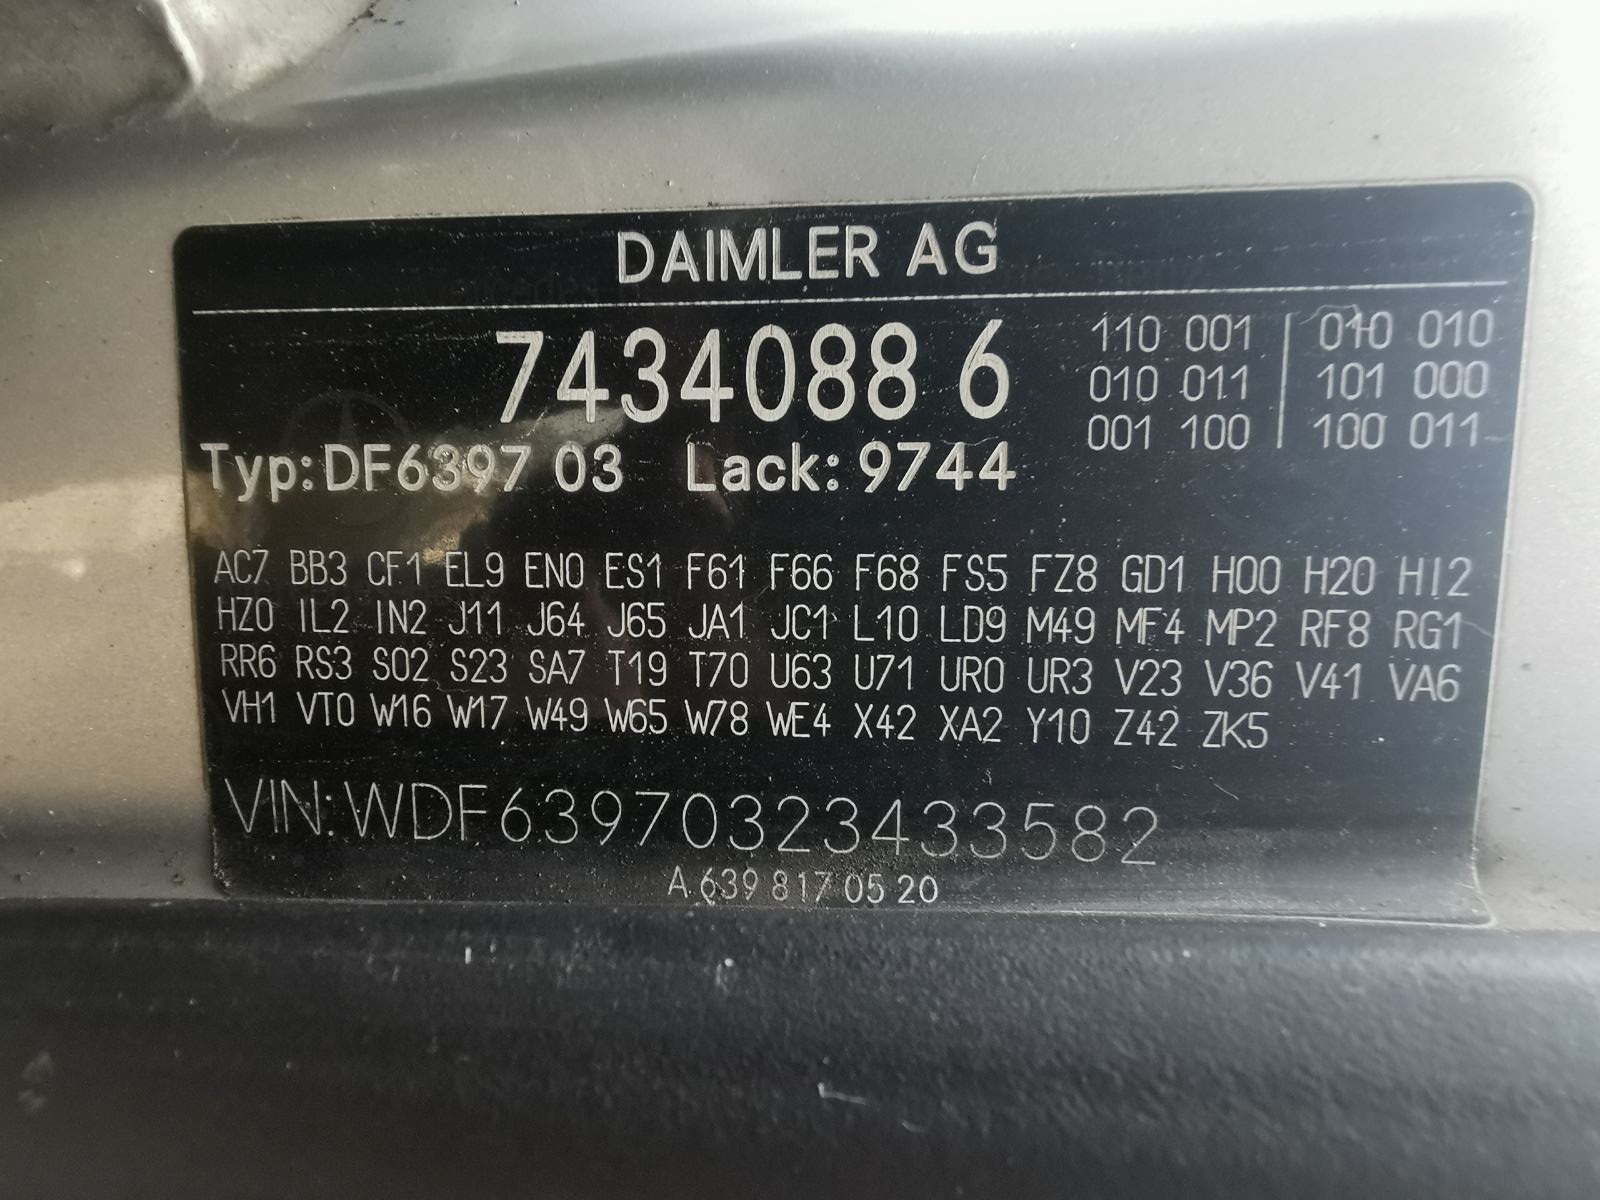 DAIMLER AG
7434088 6
110 001 | 010 010
010 011 | 101 000
001 100 | 100 011
Typ:DF6397 03 Lack: 9744
AC7 BB3 CF1 EL9 EN0 ES1 F61 F66 F68 FS5 FZ8 GD1 H00 H20 HI2
HZ0 IL2 IN2 J11 J64 J65 JA1 JC1 L10 LD9 M49 MF4 MP2 RF8 RG1
RR6 RS3 S02 S23 SA7 T19 T70 U63 U71 UR0 UR3 V23 V36 V41 VA6
VH1 VT0 W16 W17 W49 W65 W78 WE4 X42 XA2 Y10 Z42 ZK5
VIN:WDF63970323433582
A 639 817 05 20